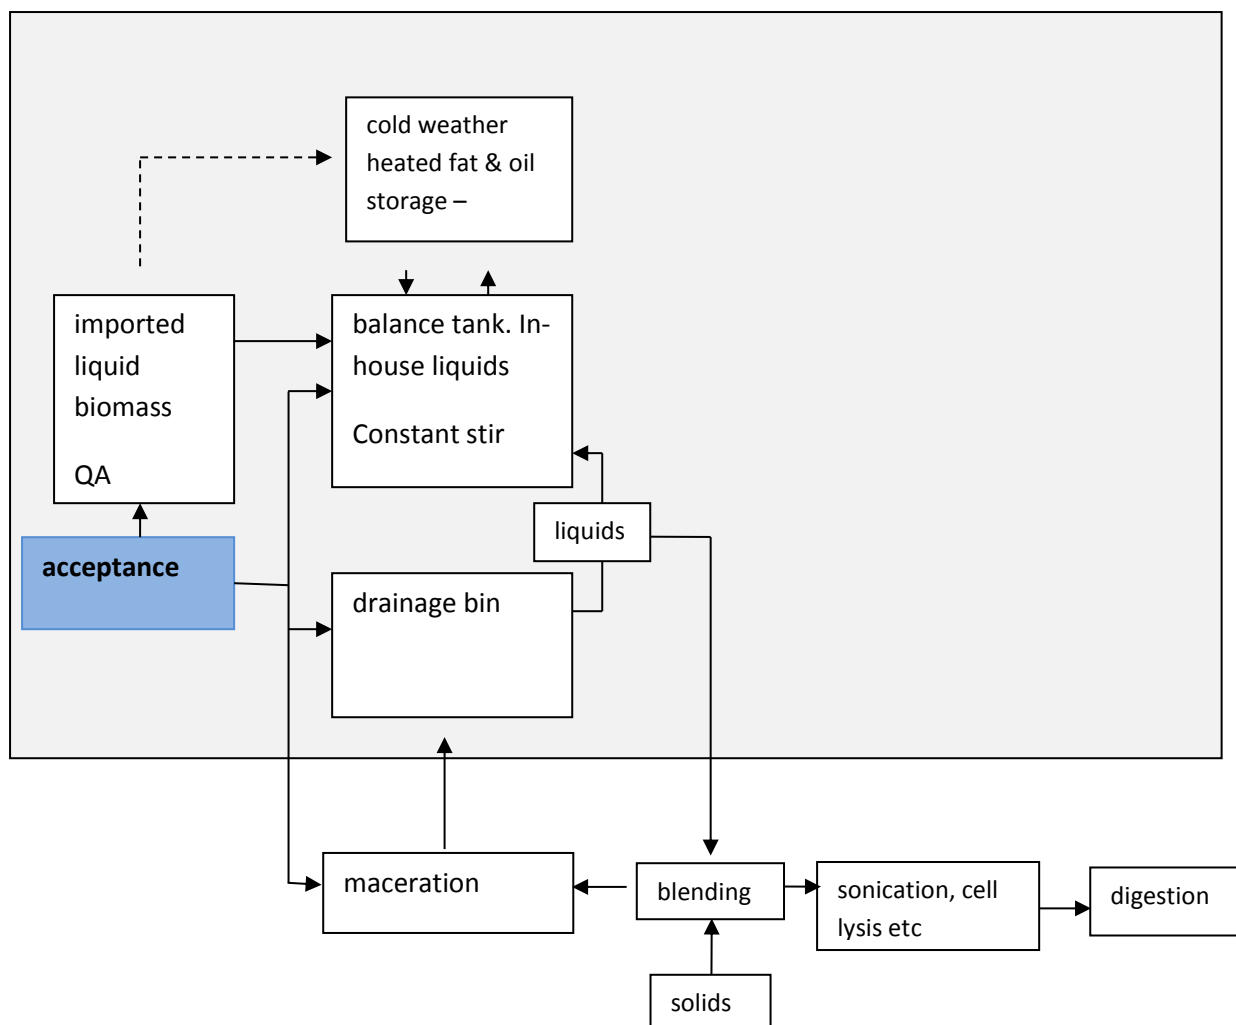 cold weather
heated fat & oil
storage –
imported
liquid
biomass
QA
balance tank. In-
house liquids
Constant stir
liquids
acceptance
drainage bin
maceration
blending
sonication, cell
lysis etc
digestion
solids